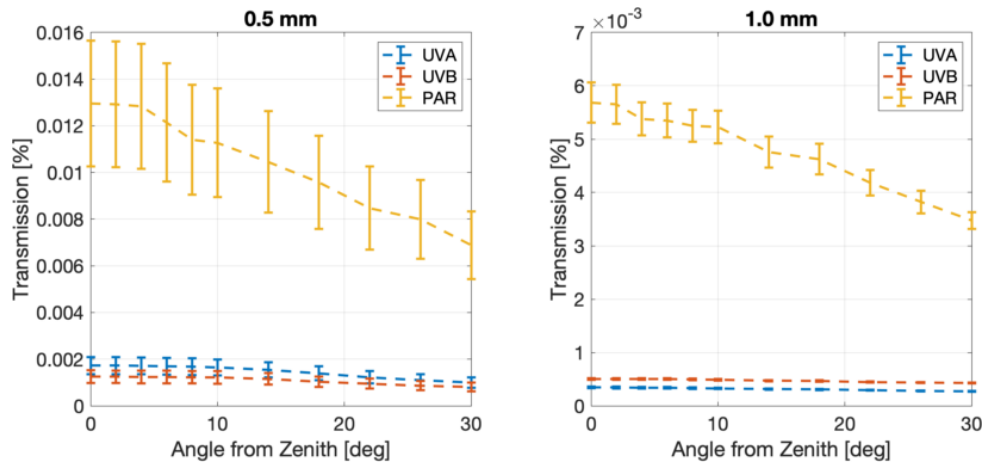 0.5 mm
Transmission [%]
0.016
0.014
0.012
0.01
0.008
0.006
0.004
0.002
0
0 10 20 30
Angle from Zenith [deg]
UVA
UVB
PAR
1.0 mm
×10⁻³
Transmission [%]
7
6
5
4
3
2
1
0
0 10 20 30
Angle from Zenith [deg]
UVA
UVB
PAR